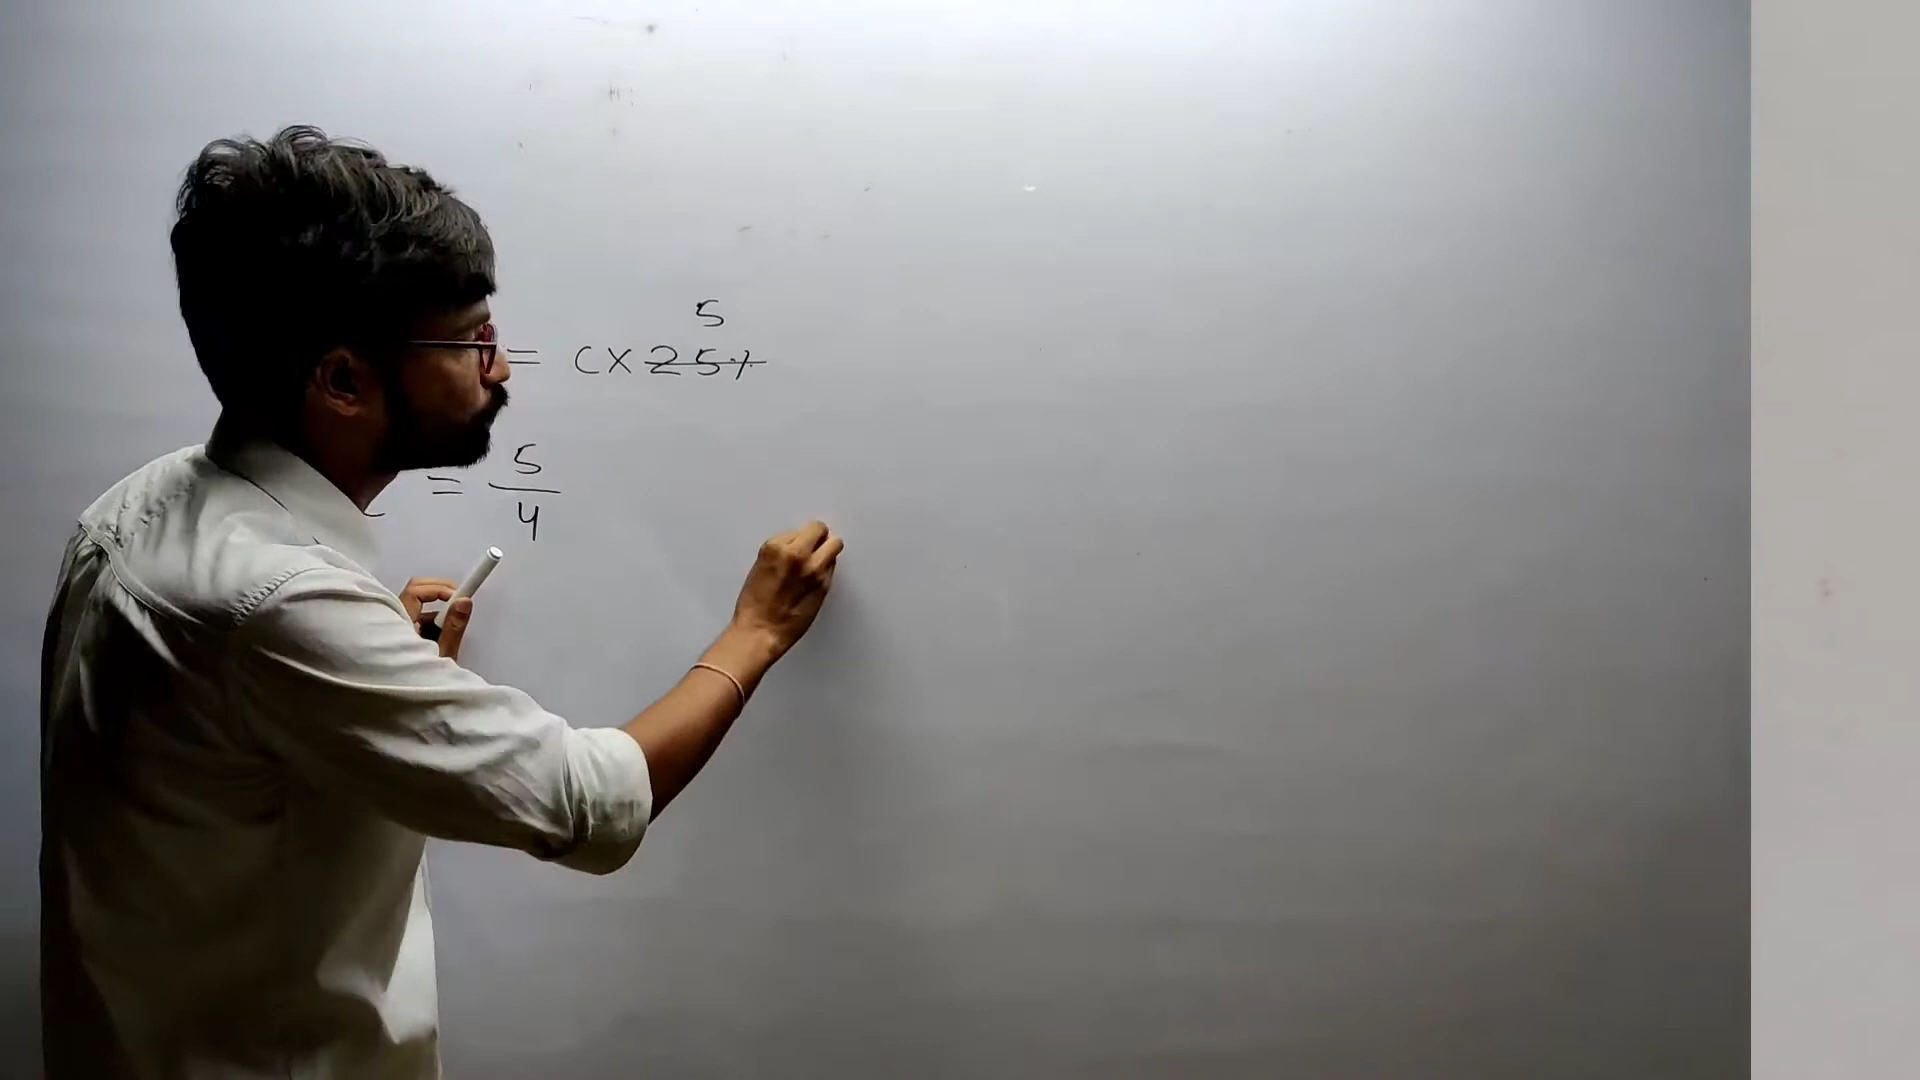 5
= C X 25%
= 5/4